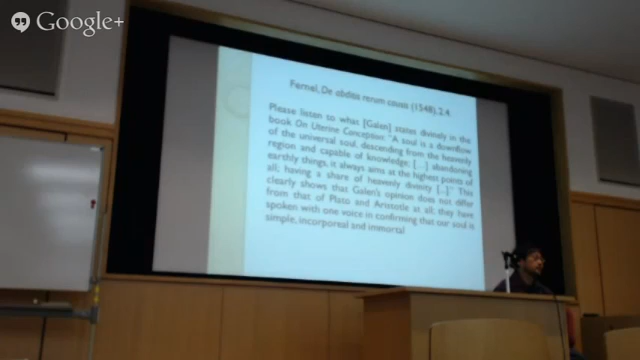 Google+
Fernel, De abditis rerum causis (1548), 2.4.
Please listen to what [Galen] states divinely in the
book On Uterine Conception: "A soul is a downflow
of the universal soul, descending from the heavenly
region and capable of knowledge; [...] abandoning
earthly things, it always aims at the highest points of
all; having a share of heavenly divinity [...]." This
clearly shows that Galen's opinion does not differ
from that of Plato and Aristotle at all; they have
spoken with one voice in confirming that our soul is
simple, incorporeal and immortal